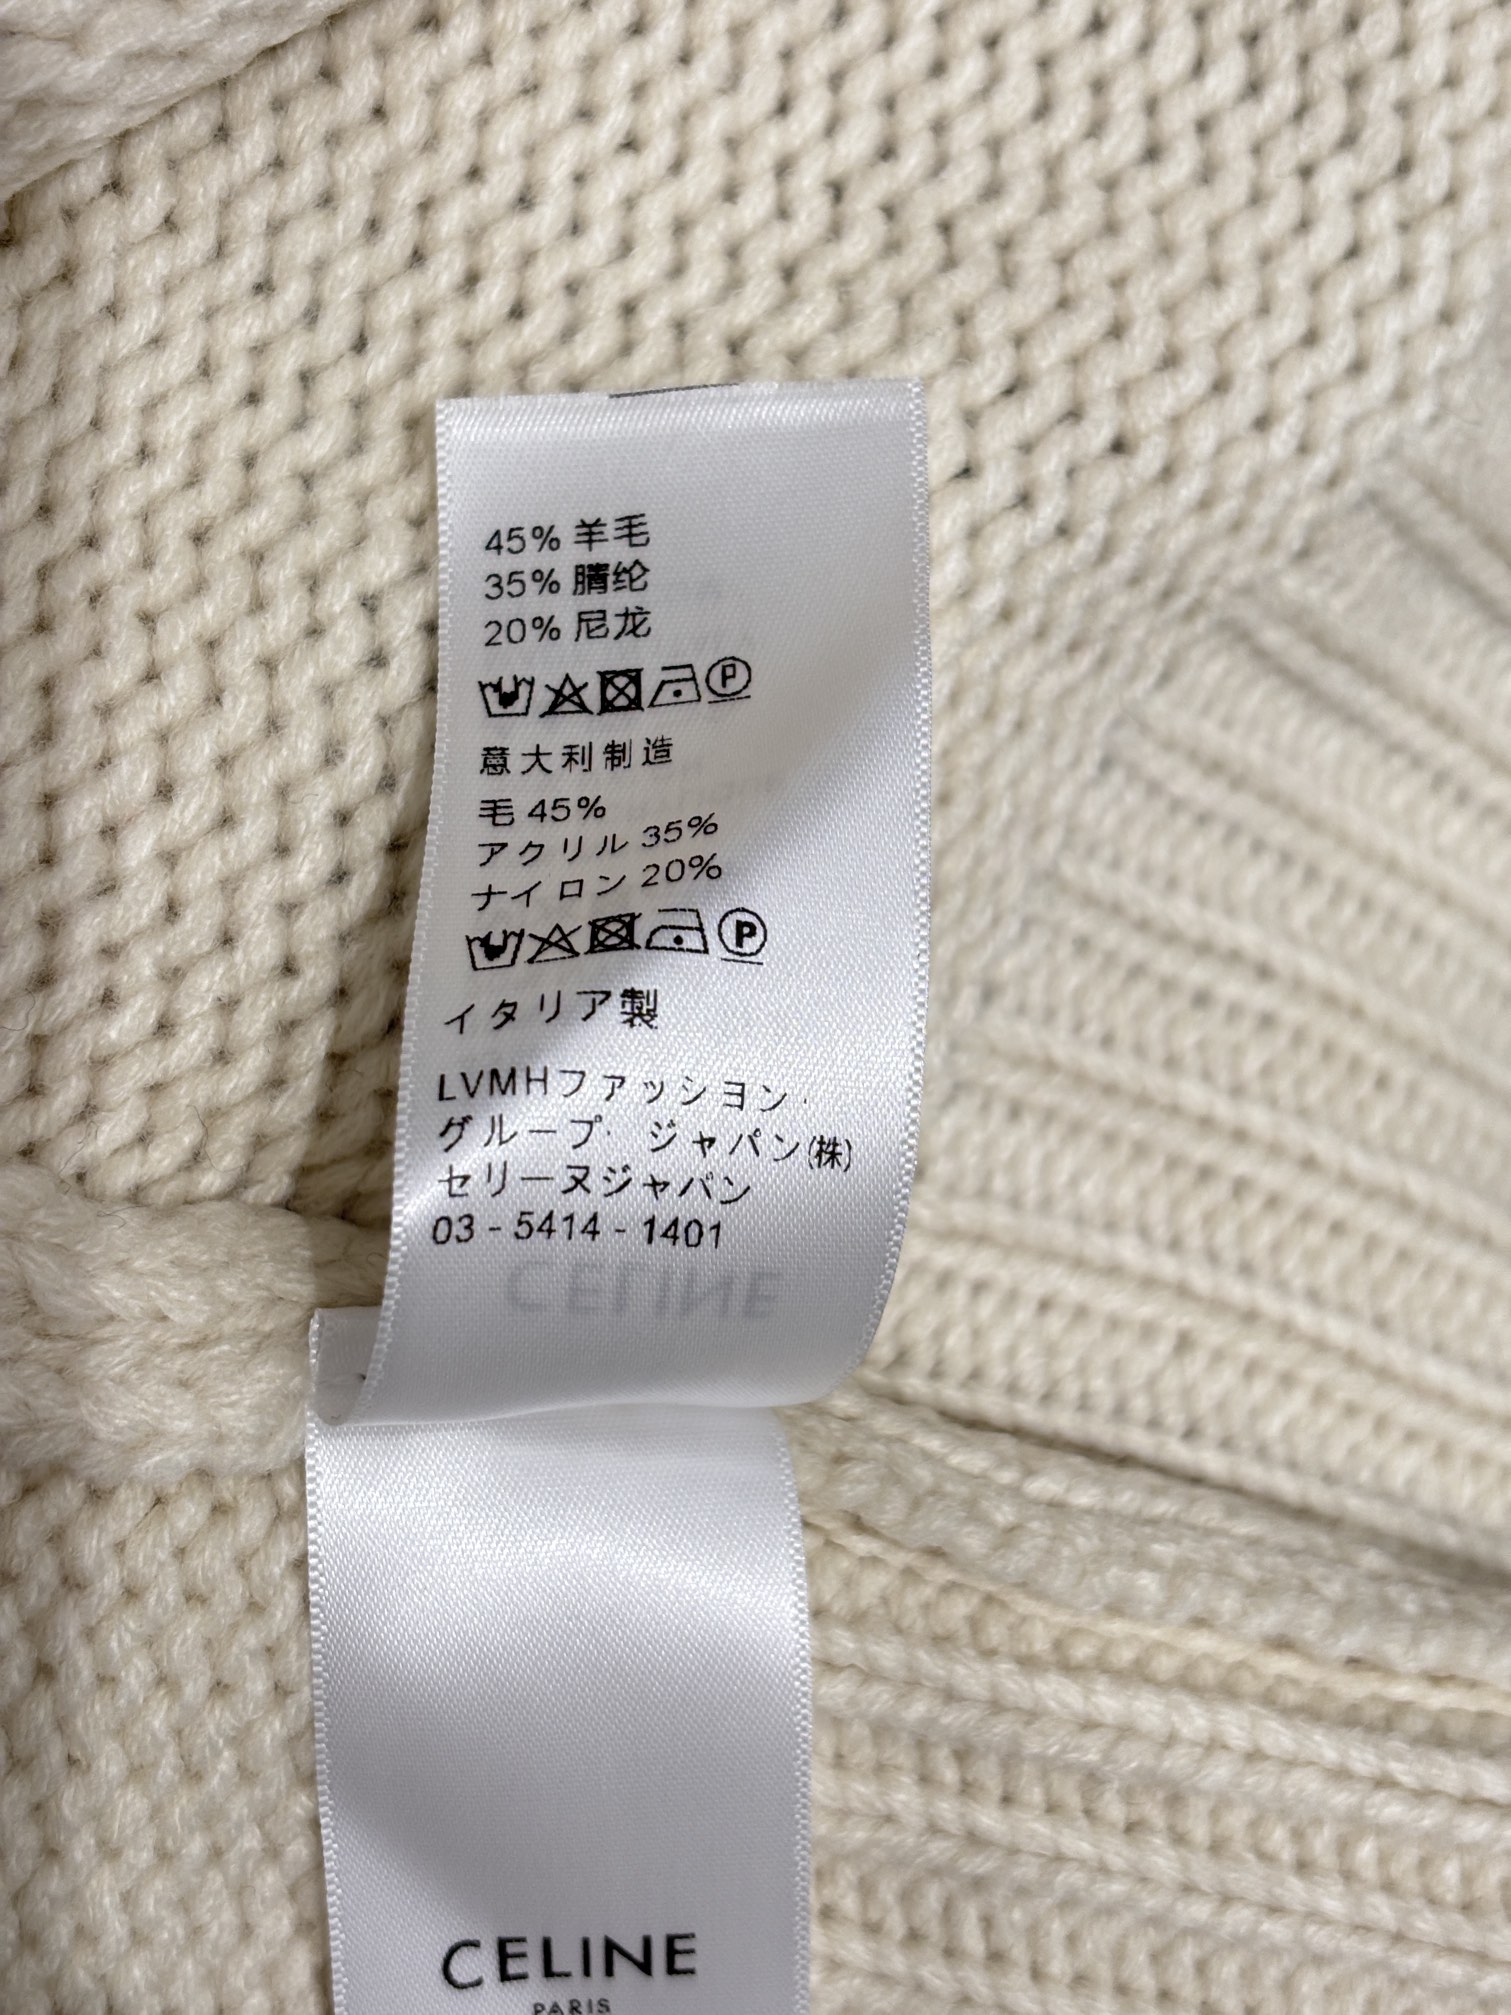 45% 羊毛
35% 腈纶
20% 尼龙
P
意大利制造
毛 45%
アクリル 35%
ナイロン 20%
P
イタリア製
LVMHファッション・
グループ・ジャパン(株)
セリーヌジャパン
03-5414-1401
CELINE
CELINE
PARIS